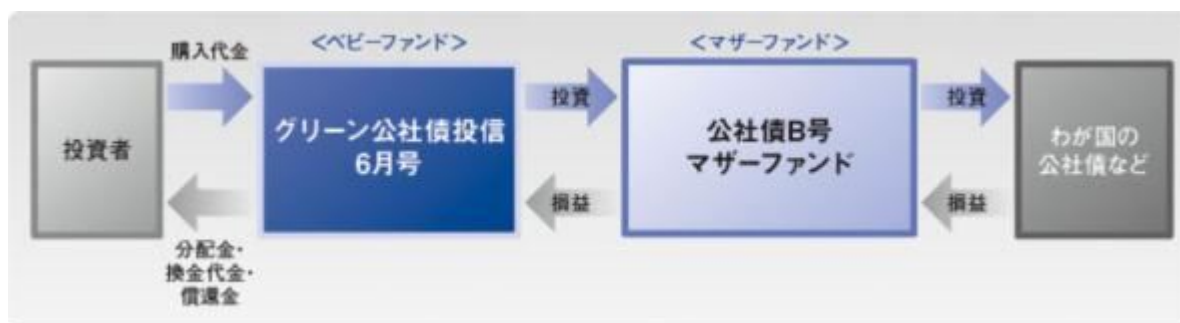 購入代金
<ベビーファンド>
<マザーファンド>
投資者
グリーン公社債投信
6月号
投資
公社債B号
マザーファンド
投資
わが国の
公社債など
損益
損益
分配金・
換金代金・
償還金